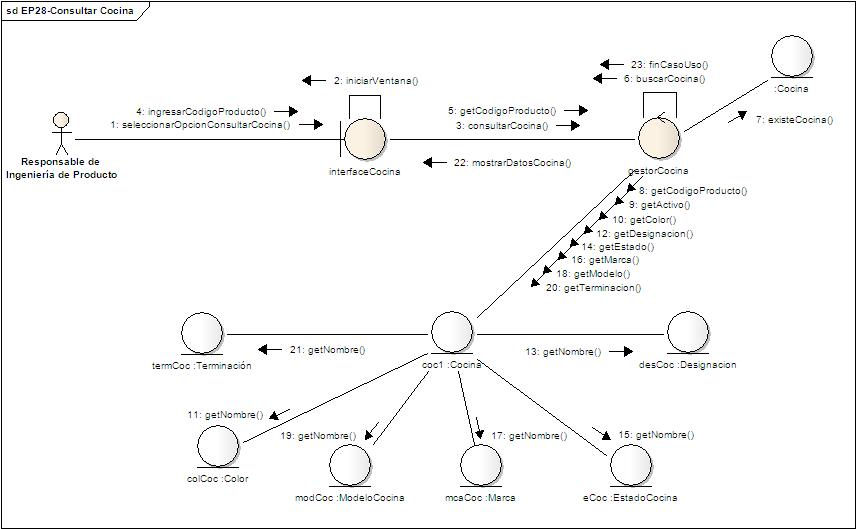 sd EP28-Consultar Cocina
23: finCasoUso()
2: iniciarVentana()
6: buscarCocina()
:Cocina
4: ingresarCodigoProducto()
5: getCodigoProducto()
7: existeCocina()
1: seleccionarOpcionConsultarCocina()
3: consultarCocina()
Responsable de
Ingeniería de Producto
interfaceCocina
22: mostrarDatosCocina()
gestorCocina
8: getCodigoProducto()
9: getActivo()
10: getColor()
12: getDesignacion()
14: getEstado()
16: getMarca()
18: getModelo()
20: getTerminacion()
21: getNombre()
13: getNombre()
termCoc :Terminación
coc1 :Cocina
desCoc :Designacion
11: getNombre()
19: getNombre()
17: getNombre()
15: getNombre()
colCoc :Color
modCoc :ModeloCocina
mcaCoc :Marca
eCoc :EstadoCocina